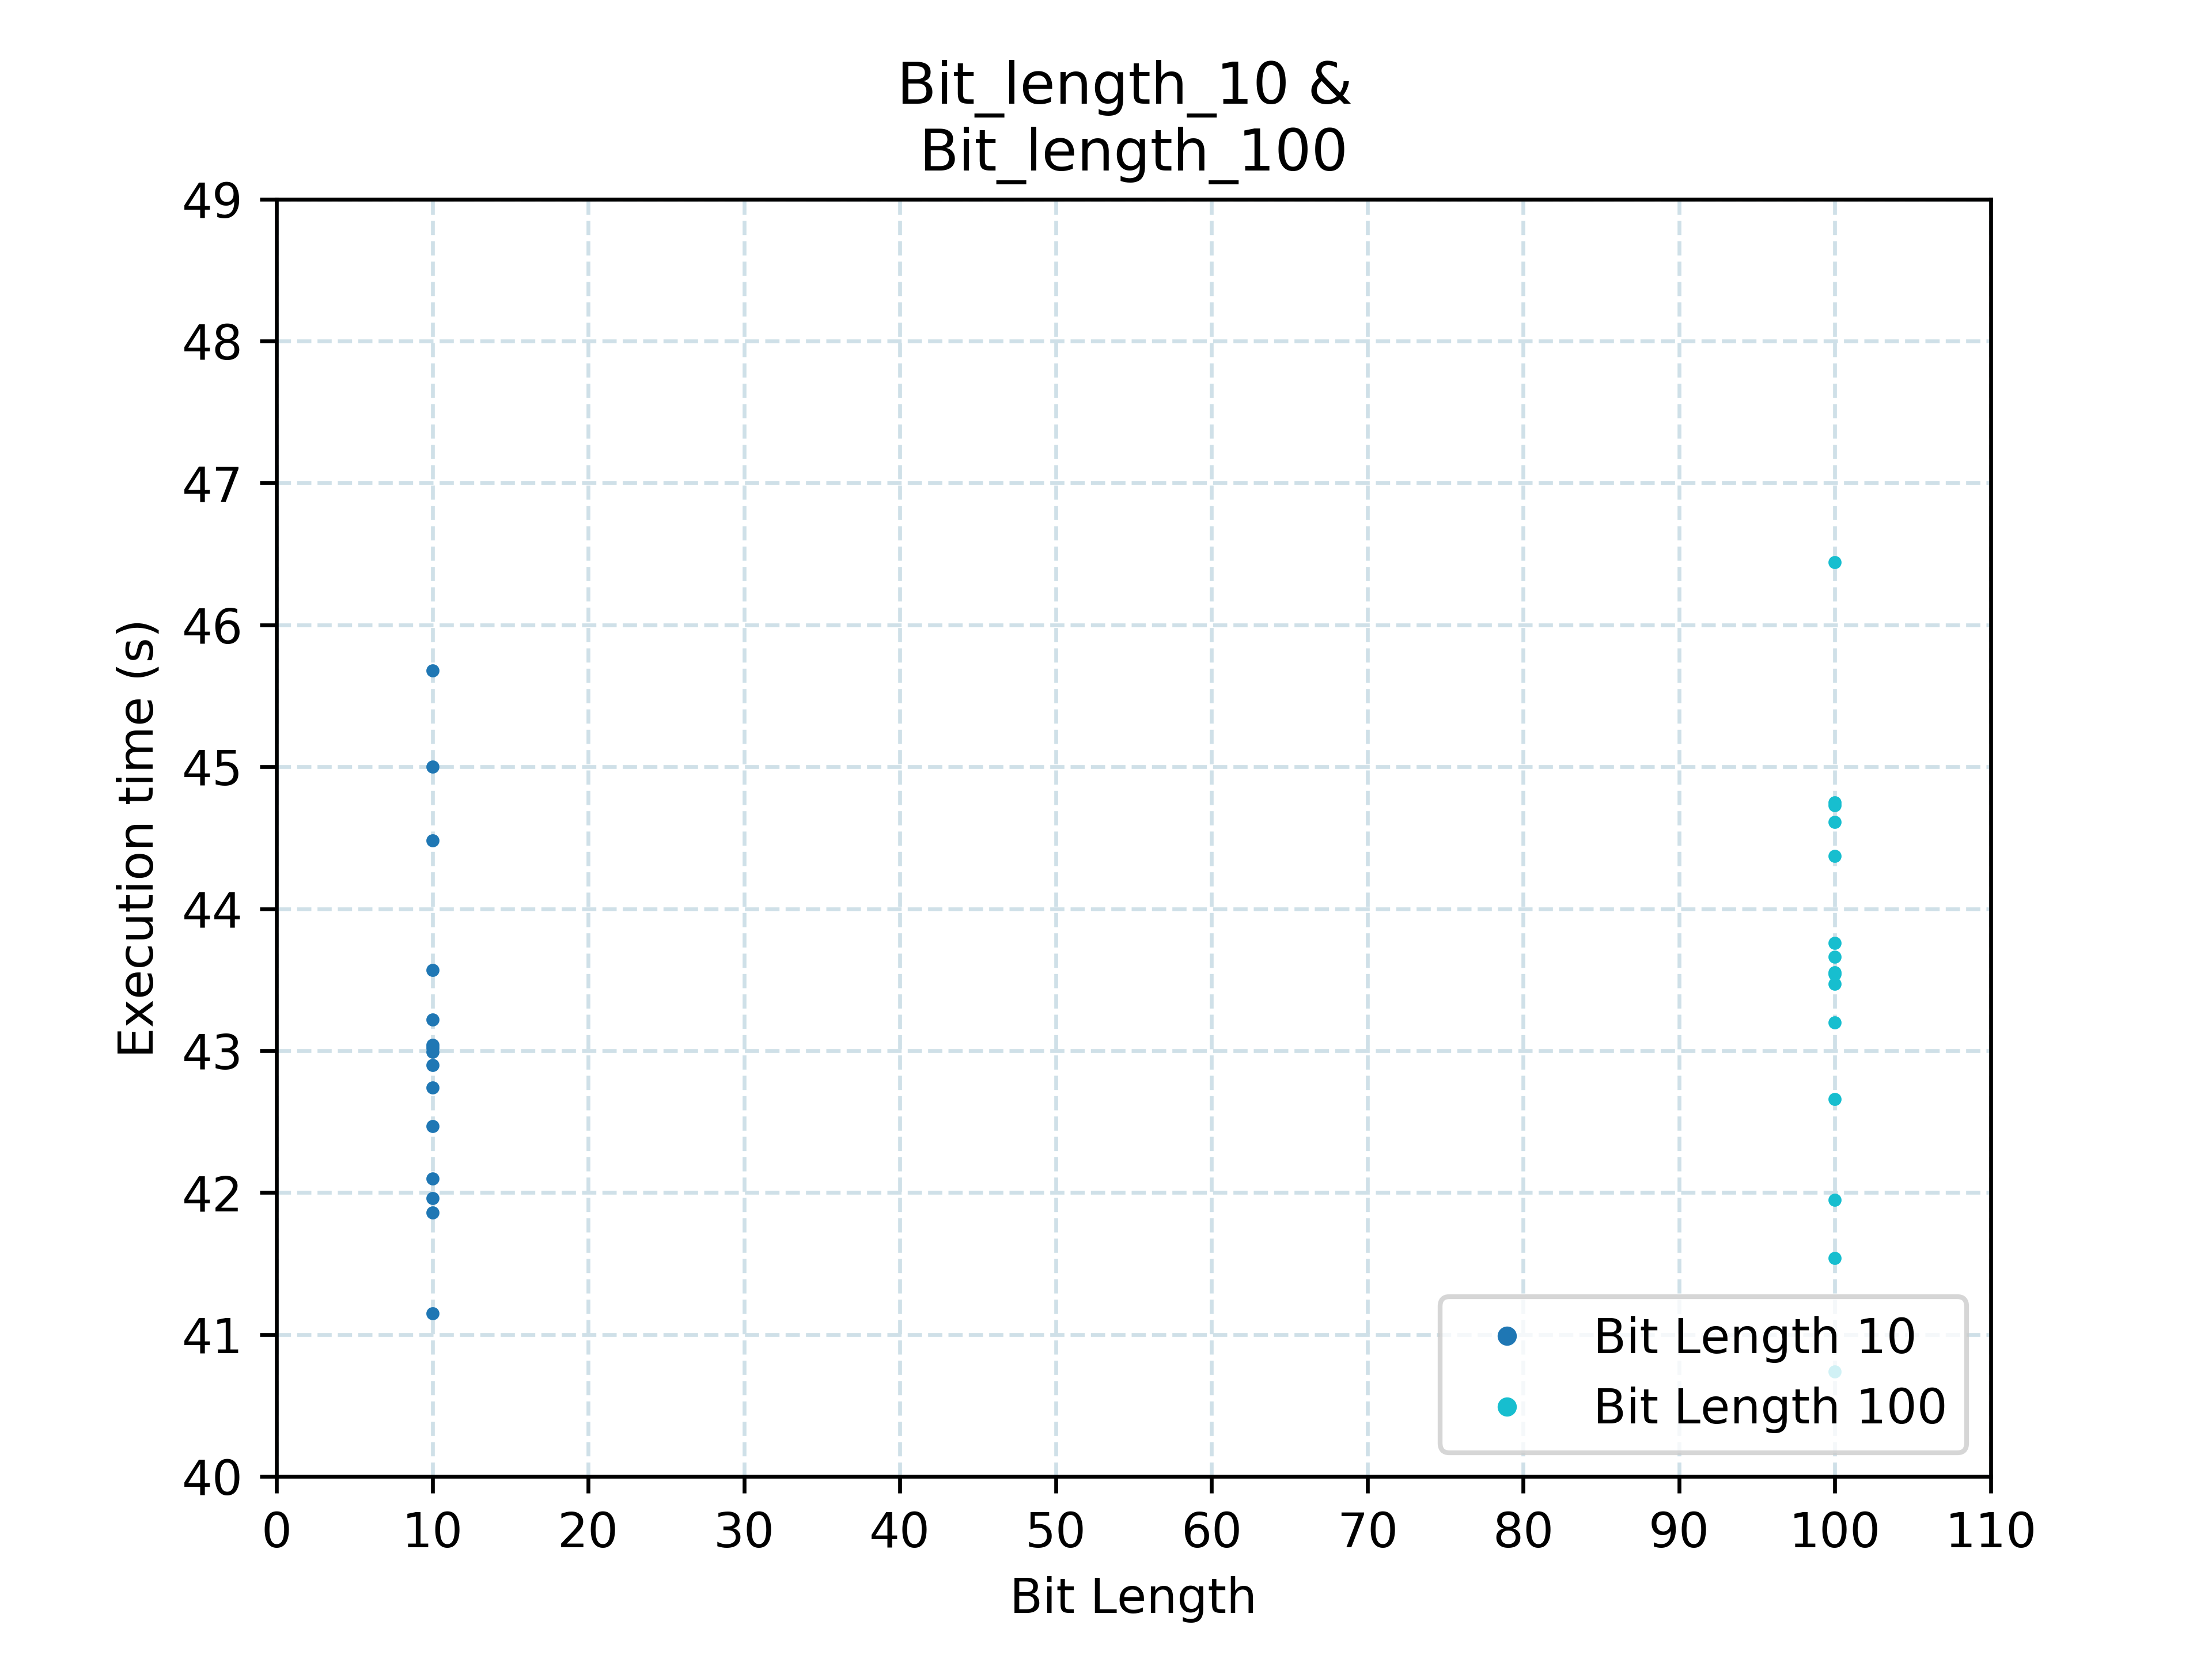 Bit_length_10 &
Bit_length_100
49
48
47
46
45
44
43
42
41
40
Execution time (s)
0 10 20 30 40 50 60 70 80 90 100 110
Bit Length
Bit Length 10
Bit Length 100